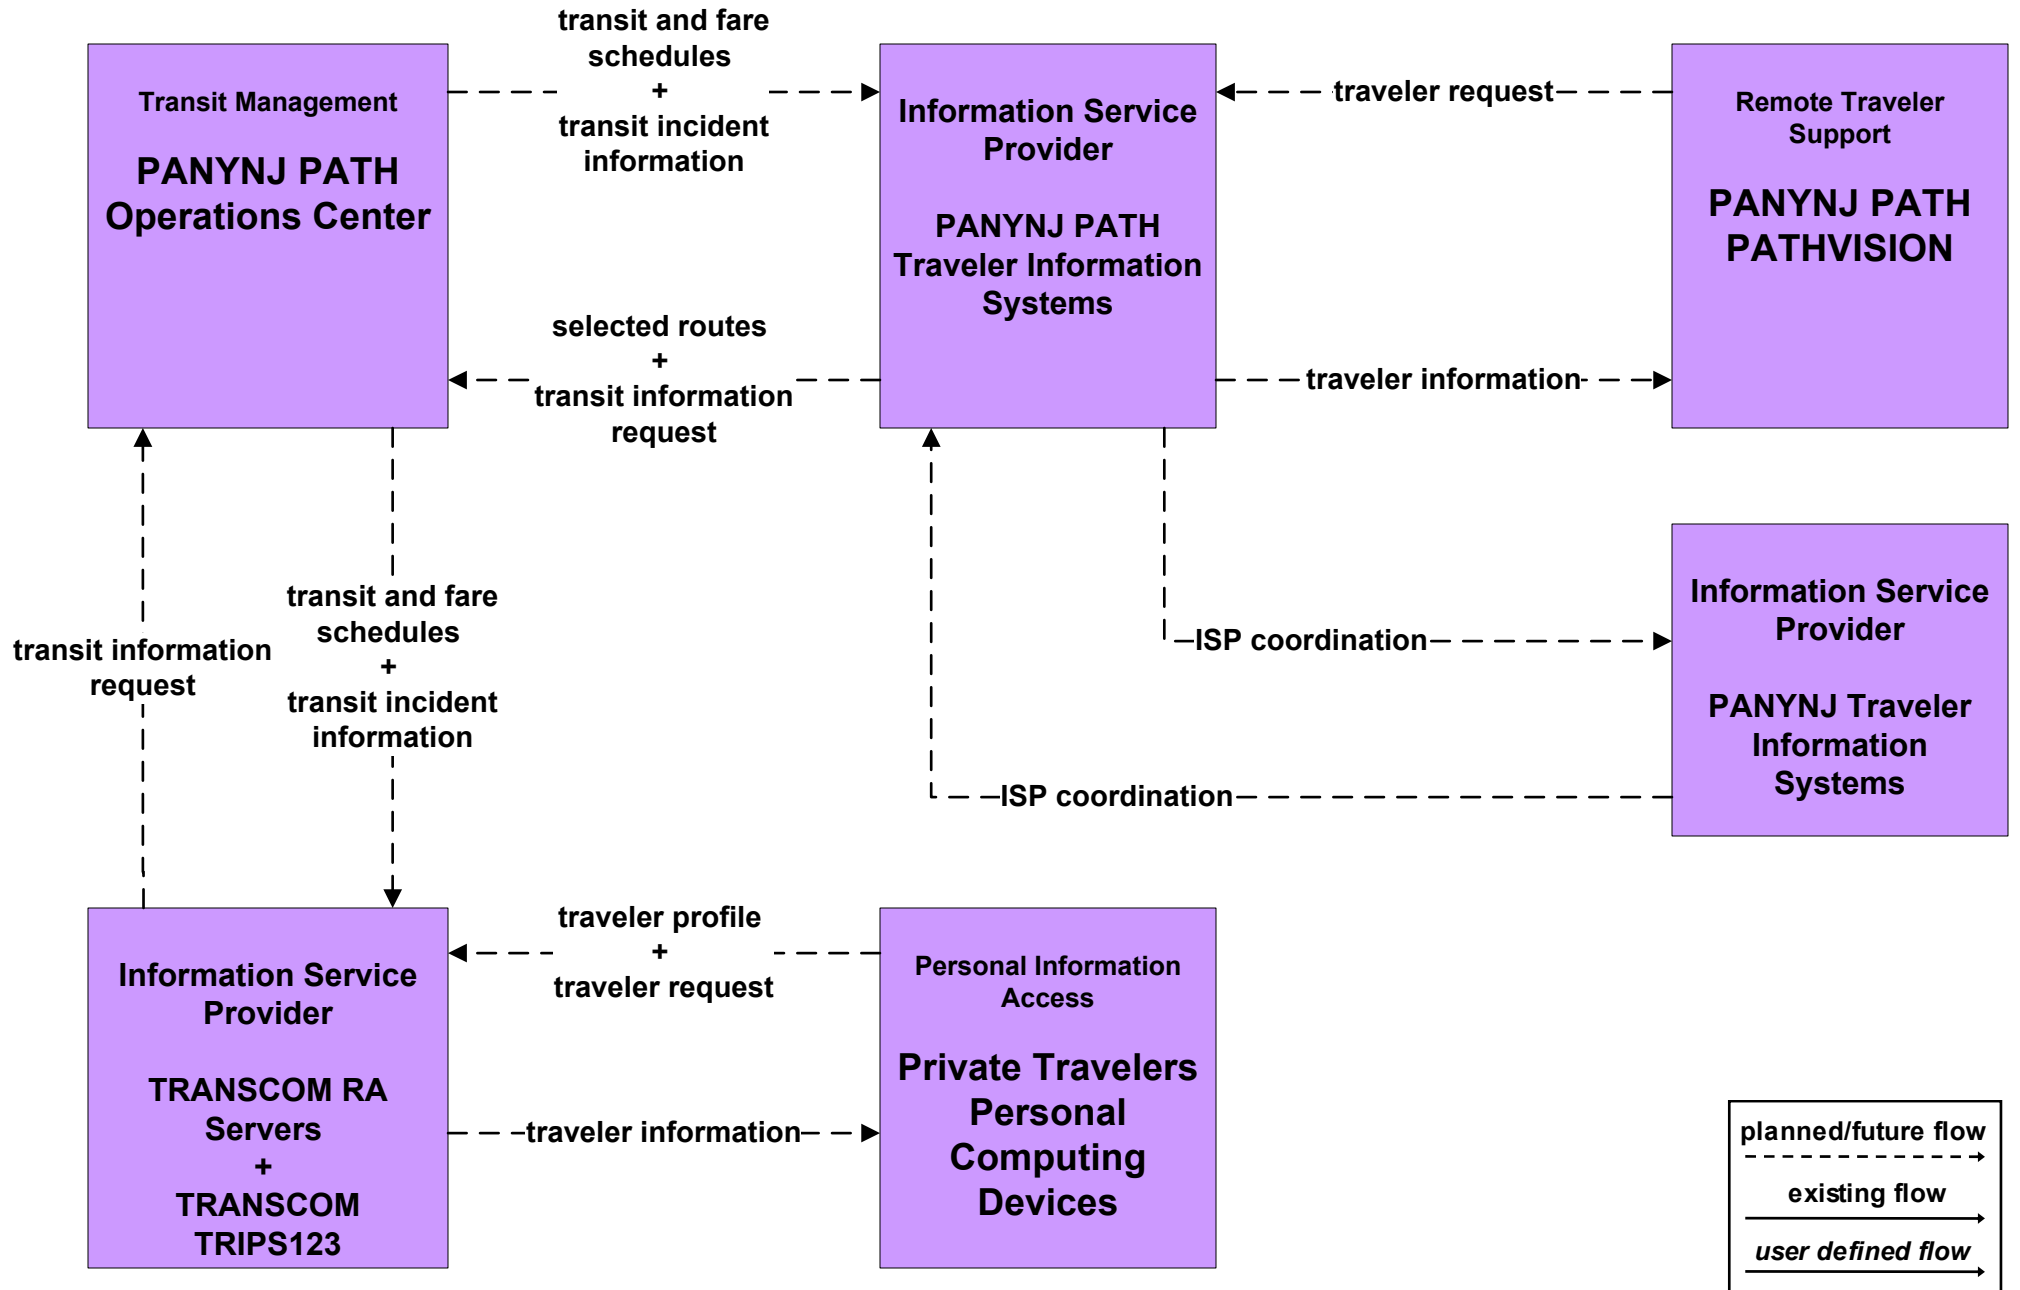 transit and fare
schedules
+
transit incident
information
Transit Management
PANYNJ PATH
Operations Center
Information Service
Provider
PANYNJ PATH
Traveler Information
Systems
traveler request
Remote Traveler
Support
PANYNJ PATH
PATHVISION
selected routes
+
transit information
request
traveler information
transit information
request
transit and fare
schedules
+
transit incident
information
ISP coordination
ISP coordination
Information Service
Provider
PANYNJ Traveler
Information
Systems
Information Service
Provider
TRANSCOM RA
Servers
+
TRANSCOM
TRIPS123
traveler profile
+
traveler request
traveler information
Personal Information
Access
Private Travelers
Personal
Computing
Devices
planned/future flow
existing flow
user defined flow